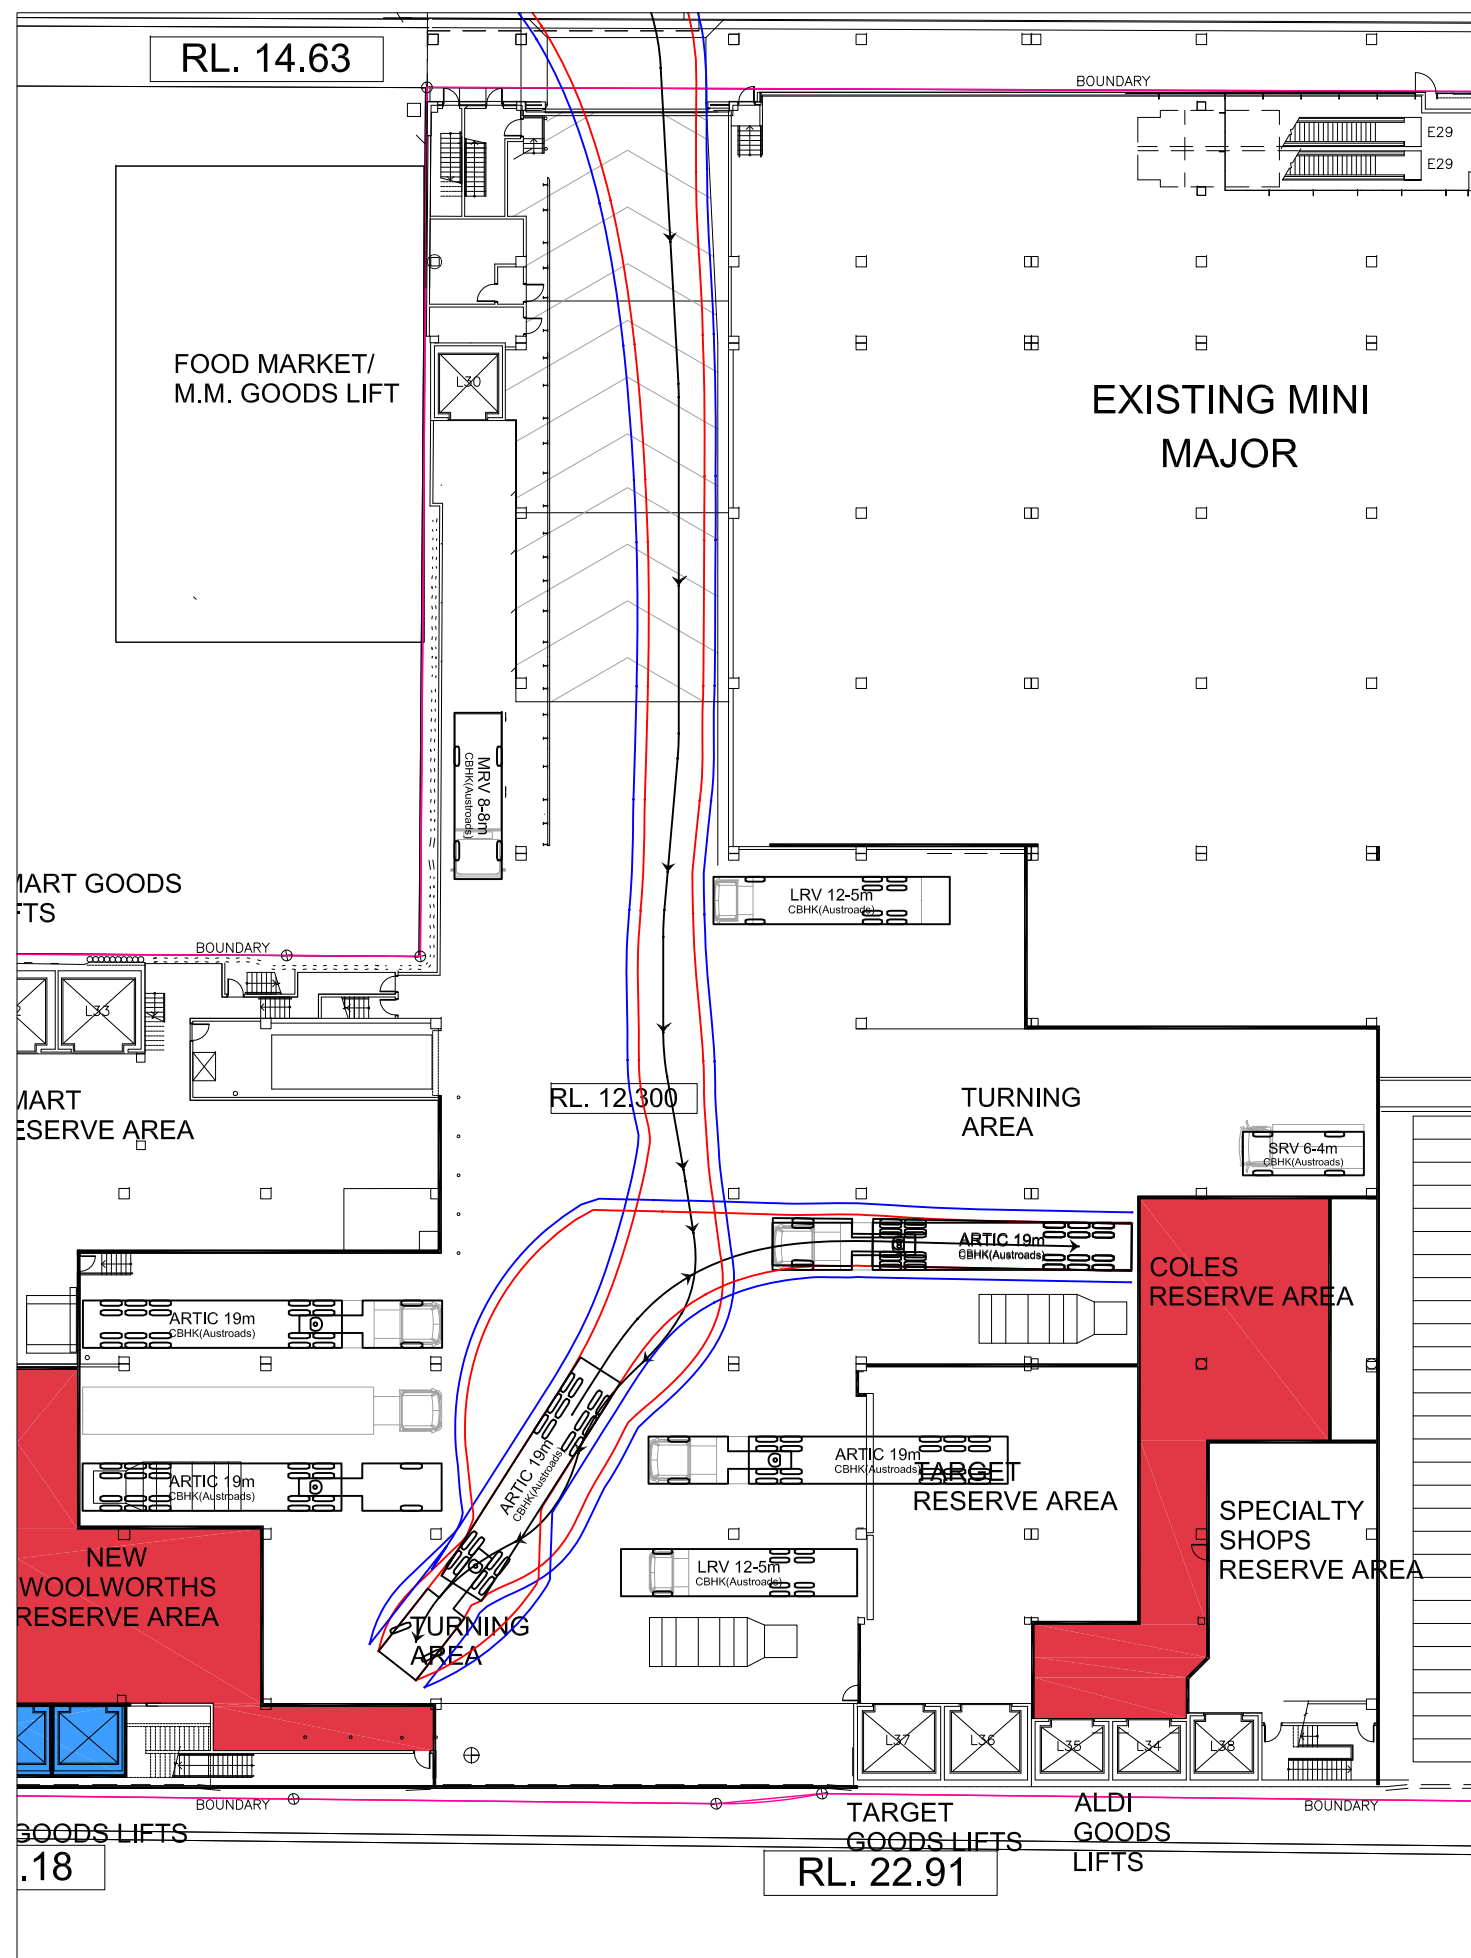 RL. 14.63
BOUNDARY
E29
E29
FOOD MARKET/
M.M. GOODS LIFT
L30
EXISTING MINI
MAJOR
MRV 8-8m
CBHK(Austroads)
LRV 12-5m
CBHK(Austroads)
MART GOODS
FTS
BOUNDARY
2
L33
RL. 12.300
TURNING
AREA
MART
ESERVE AREA
SRV 6-4m
CBHK(Austroads)
ARTIC 19m
CBHK(Austroads)
COLES
RESERVE AREA
ARTIC 19m
CBHK(Austroads)
ARTIC 19m
CBHK(Austroads)
ARTIC 19m
CBHK(Austroads)
ARTIC 19m
CBHK(Austroads)
TARGET
RESERVE AREA
SPECIALTY
SHOPS
RESERVE AREA
NEW
WOOLWORTHS
RESERVE AREA
LRV 12-5m
CBHK(Austroads)
TURNING
AREA
L37
L36
L35
L34
L38
BOUNDARY
BOUNDARY
TARGET
GOODS LIFTS
ALDI
GOODS
LIFTS
GOODS LIFTS
.18
RL. 22.91